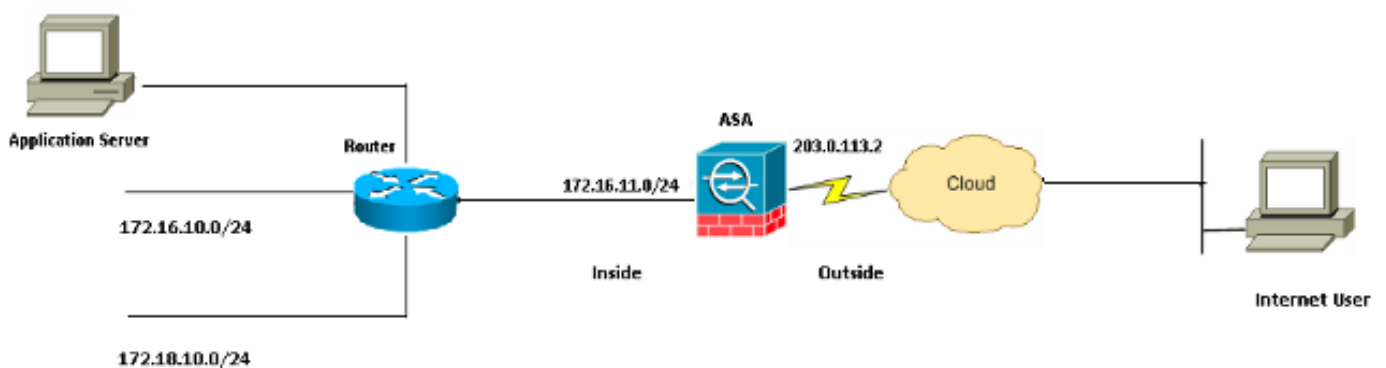 Application Server
Router
172.16.10.0/24
172.18.10.0/24
172.16.11.0/24
Inside
ASA
203.0.113.2
Outside
Cloud
Internet User